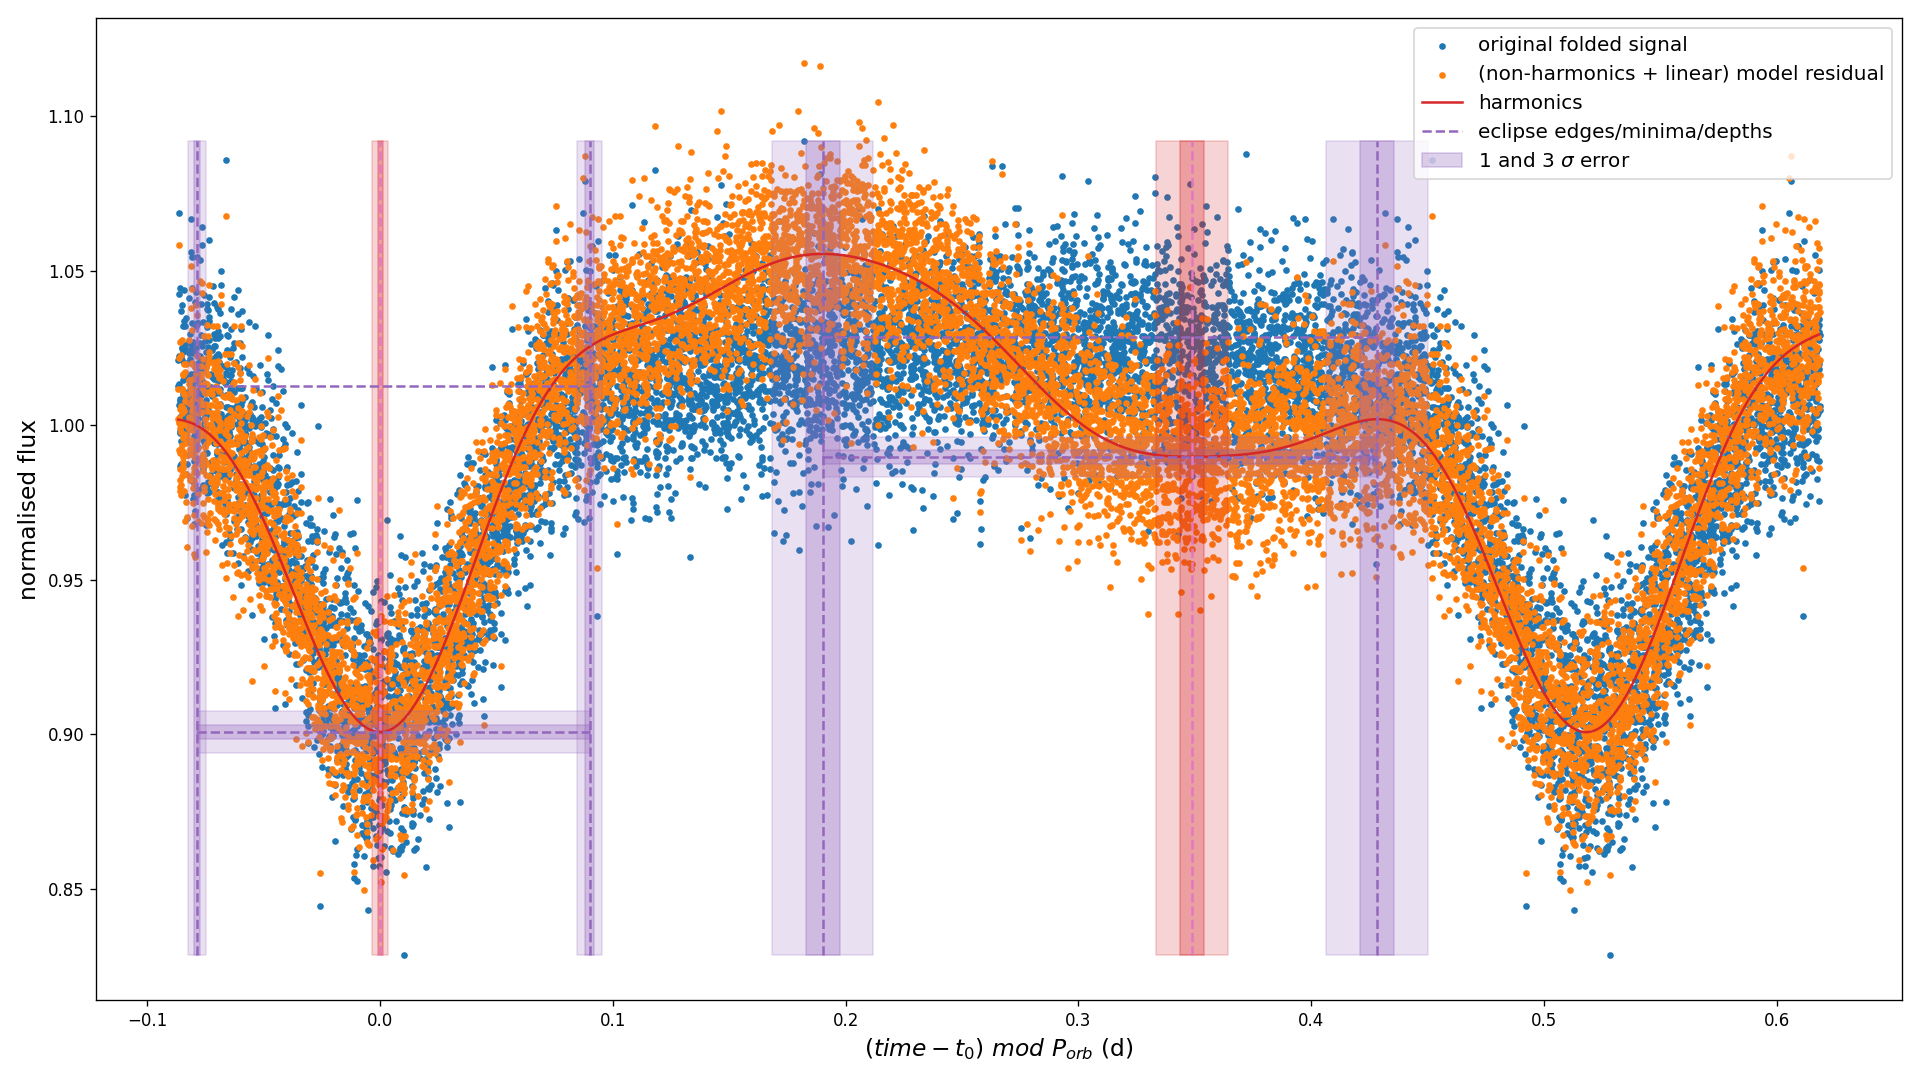 original folded signal
(non-harmonics + linear) model residual
harmonics
eclipse edges/minima/depths
1 and 3 σ error
normalised flux
1.10
1.05
1.00
0.95
0.90
0.85
−0.1 0.0 0.1 0.2 0.3 0.4 0.5 0.6
(time − t₀) mod P_orb (d)